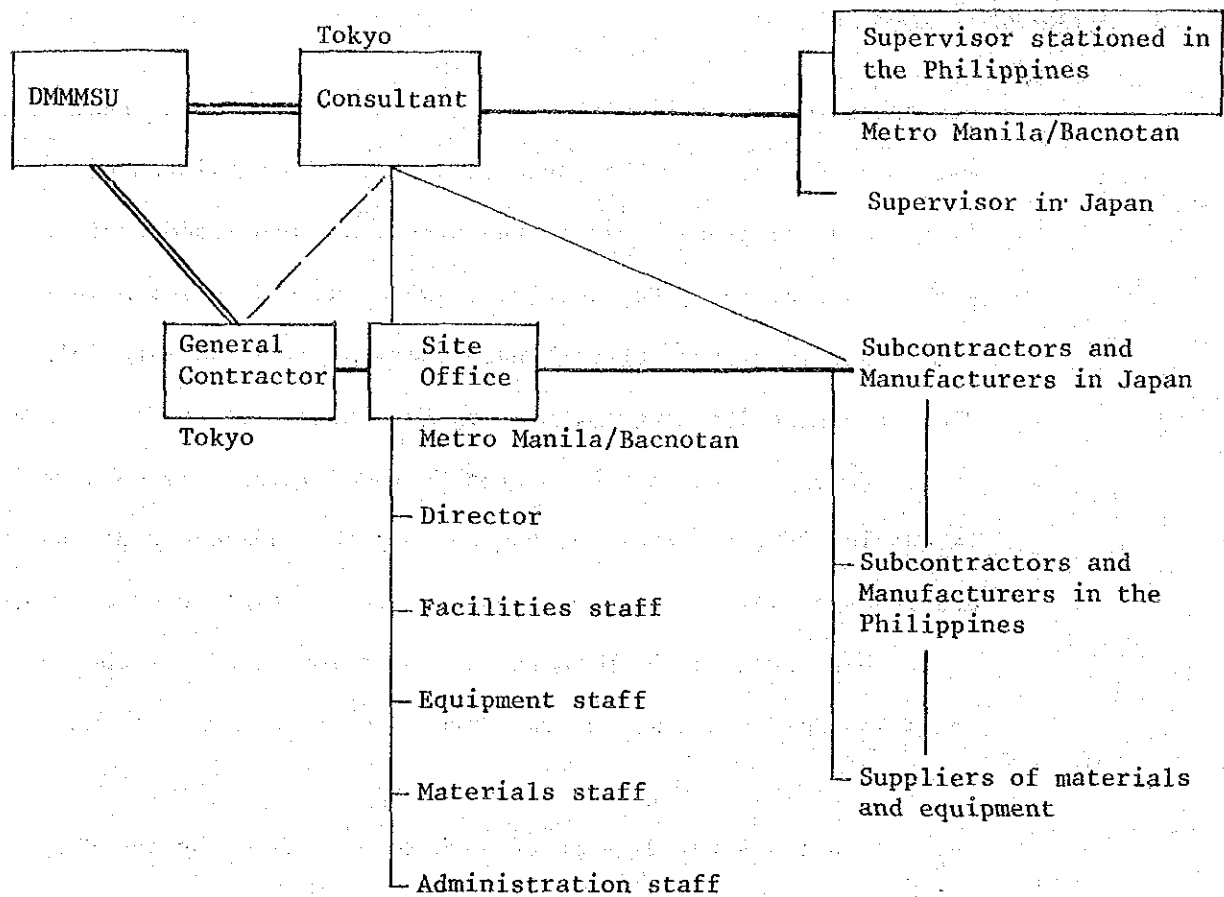 Tokyo
DMMMSU
Consultant
Supervisor stationed in
the Philippines
Metro Manila/Bacnotan
Supervisor in Japan
General
Contractor
Tokyo
Site
Office
Metro Manila/Bacnotan
Subcontractors and
Manufacturers in Japan
Director
Facilities staff
Equipment staff
Materials staff
Administration staff
Subcontractors and
Manufacturers in the
Philippines
Suppliers of materials
and equipment